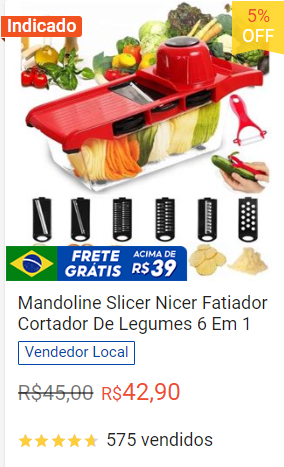 Indicado
5%
OFF
FRETE
GRÁTIS
ACIMA DE
R$39
Mandoline Slicer Nicer Fatiador
Cortador De Legumes 6 Em 1
Vendedor Local
R$45,00 R$42,90
575 vendidos